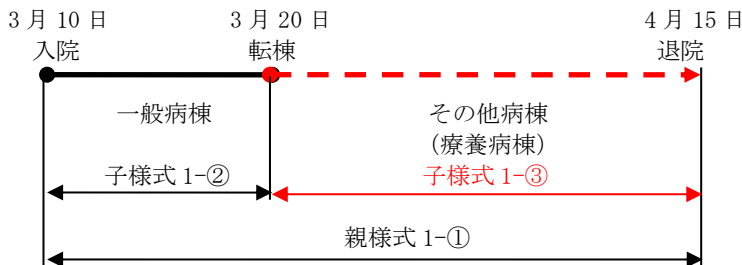 3 月 10 日 3 月 20 日 4 月 15 日
入院 転棟 退院
一般病棟 その他病棟
(療養病棟)
子様式 1-② 子様式 1-③
親様式 1-①